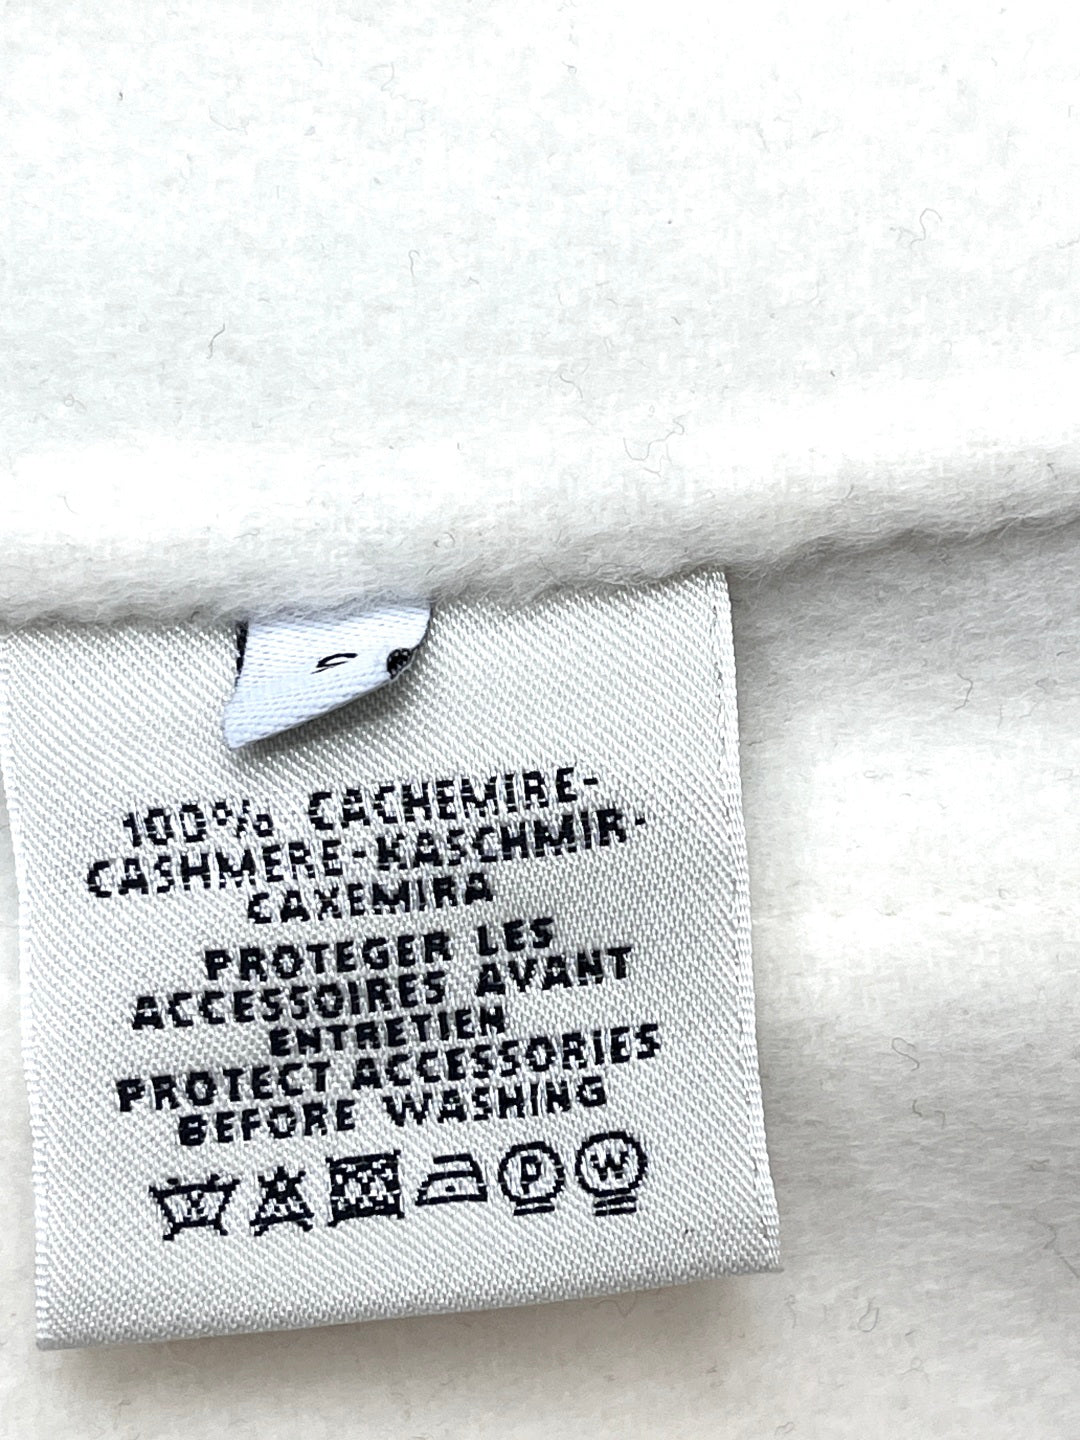 100% CACHEMIRE-
CASHMERE-KASCHMIR-
CAXEMIRA
PROTEGER LES
ACCESSOIRES AVANT
ENTRETIEN
PROTECT ACCESSORIES
BEFORE WASHING
P W